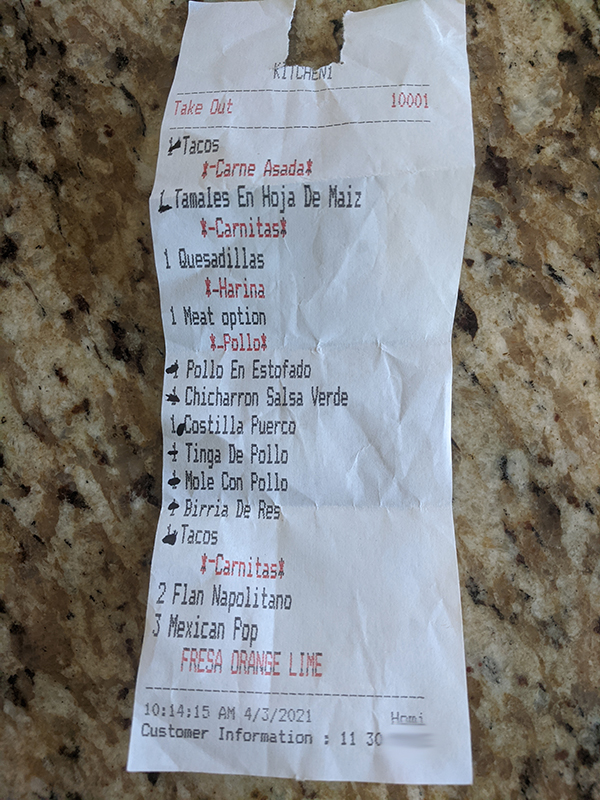 KITCHEN1
Take Out 10001
1 Tacos
*-Carne Asada*
1 Tamales En Hoja De Maiz
*-Carnitas*
1 Quesadillas
*-Harina
1 Meat option
*-Pollo*
Pollo En Estofado
Chicharron Salsa Verde
1 Costilla Puerco
Tinga De Pollo
Mole Con Pollo
Birria De Res
Tacos
*-Carnitas*
2 Flan Napolitano
3 Mexican Pop
FRESA ORANGE LIME
10:14:15 AM 4/3/2021 Homi
Customer Information : 11 30